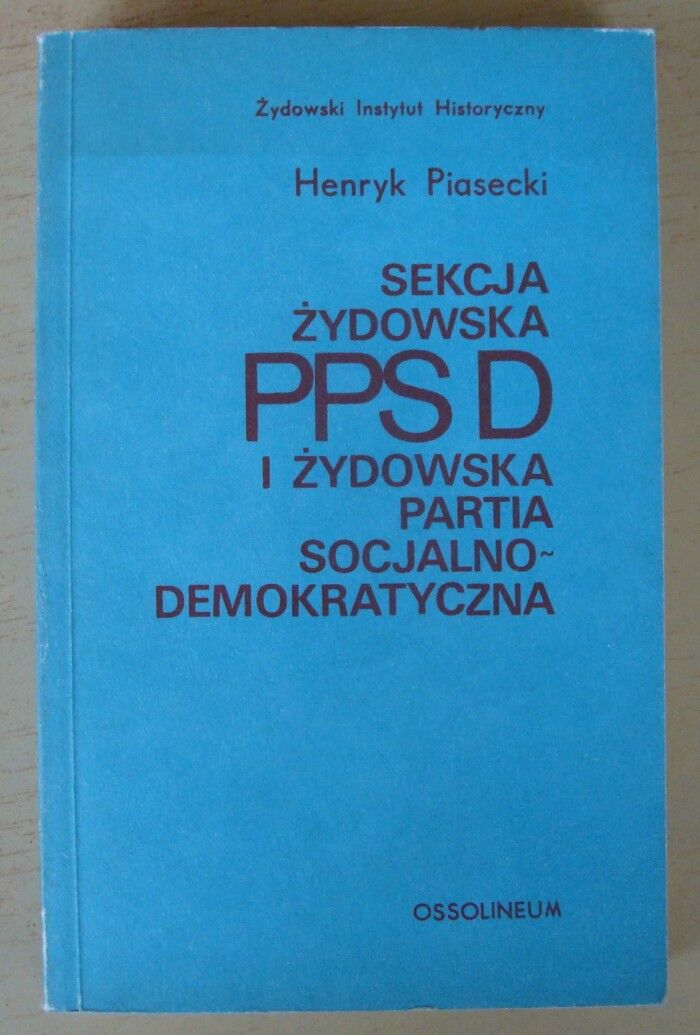 Żydowski Instytut Historyczny
Henryk Piasecki
SEKCJA
ŻYDOWSKA
PPS D
I ŻYDOWSKA
PARTIA
SOCJALNO-
DEMOKRATYCZNA
OSSOLINEUM